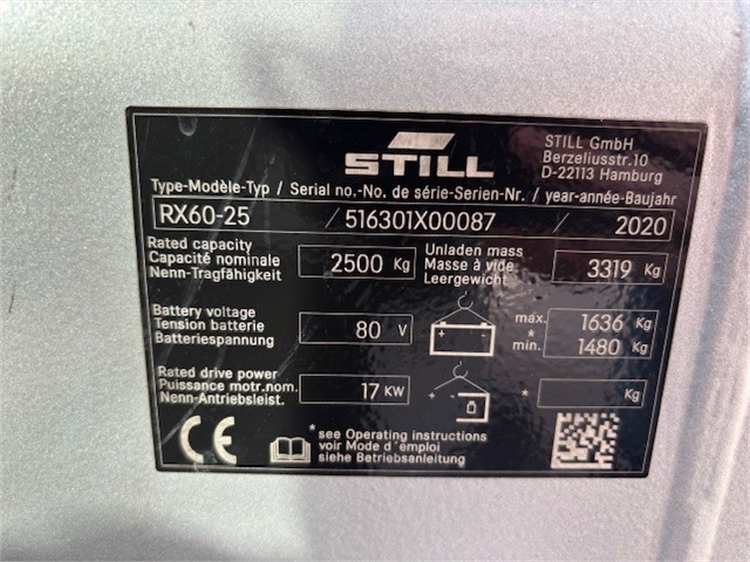 STILL
STILL GmbH
Berzeliusstr.10
D-22113 Hamburg
Type-Modèle-Typ / Serial no.-No. de série-Serien-Nr. / year-année-Baujahr
RX60-25 / 516301X00087 / 2020
Rated capacity
Capacité nominale
Nenn-Tragfähigkeit
2500 Kg
Unladen mass
Masse à vide
Leergewicht
3319 Kg
Battery voltage
Tension batterie
Batteriespannung
80 V
+ -
max. 1636 Kg
*
min. 1480 Kg
Rated drive power
Puissance motr.nom.
Nenn-Antriebsleist.
17 KW
+ -
* Kg
CE
* see Operating instructions
voir Mode d'emploi
siehe Betriebsanleitung